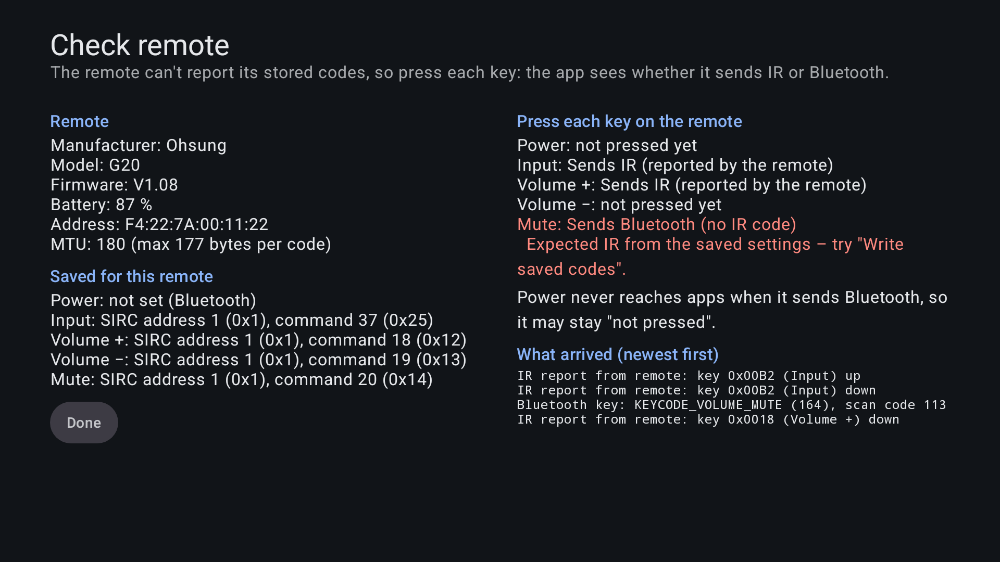 Check remote
The remote can't report its stored codes, so press each key: the app sees whether it sends IR or Bluetooth.
Remote
Manufacturer: Ohsung
Model: G20
Firmware: V1.08
Battery: 87 %
Address: F4:22:7A:00:11:22
MTU: 180 (max 177 bytes per code)
Saved for this remote
Power: not set (Bluetooth)
Input: SIRC address 1 (0x1), command 37 (0x25)
Volume +: SIRC address 1 (0x1), command 18 (0x12)
Volume −: SIRC address 1 (0x1), command 19 (0x13)
Mute: SIRC address 1 (0x1), command 20 (0x14)
Done
Press each key on the remote
Power: not pressed yet
Input: Sends IR (reported by the remote)
Volume +: Sends IR (reported by the remote)
Volume −: not pressed yet
Mute: Sends Bluetooth (no IR code)
Expected IR from the saved settings – try "Write
saved codes".
Power never reaches apps when it sends Bluetooth, so
it may stay "not pressed".
What arrived (newest first)
IR report from remote: key 0x00B2 (Input) up
IR report from remote: key 0x00B2 (Input) down
Bluetooth key: KEYCODE_VOLUME_MUTE (164), scan code 113
IR report from remote: key 0x0018 (Volume +) down